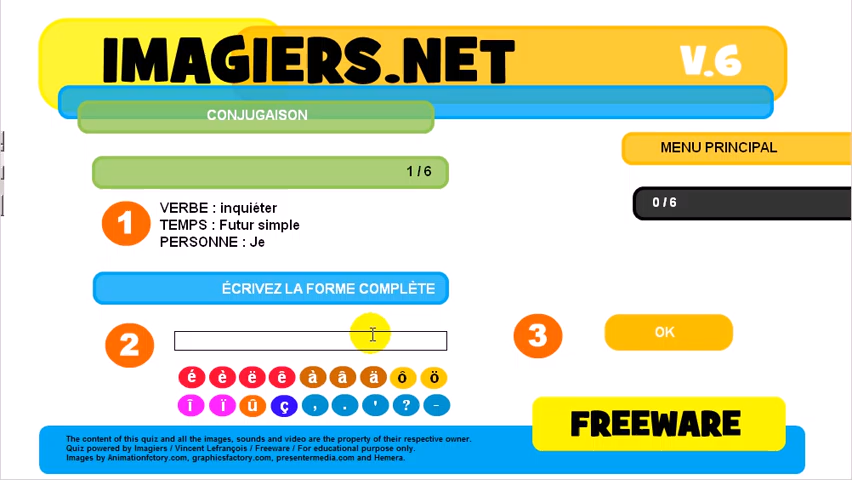 IMAGIERS.NET
V.6
CONJUGAISON
MENU PRINCIPAL
1 / 6
0 / 6
1
VERBE : inquiéter
TEMPS : Futur simple
PERSONNE : Je
ÉCRIVEZ LA FORME COMPLÈTE
2
3
OK
é è ë ê à â ä ô ö
î ï û ç , . ' ? -
FREEWARE
The content of this quiz and all the images, sounds and video are the property of their respective owner.
Quiz powered by Imagiers / Vincent Lefrançois / Freeware / For educational purpose only.
Images by Animationfctory.com, graphicsfactory.com, presentermedia.com and Hemera.